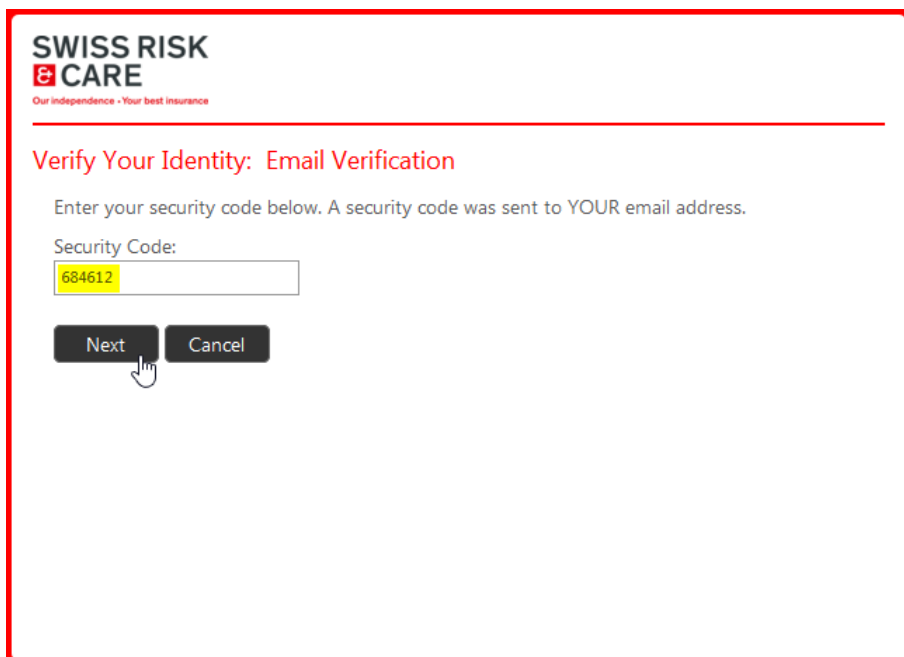 SWISS RISK
& CARE
Our independence - Your best insurance
Verify Your Identity: Email Verification
Enter your security code below. A security code was sent to YOUR email address.
Security Code:
684612
Next Cancel